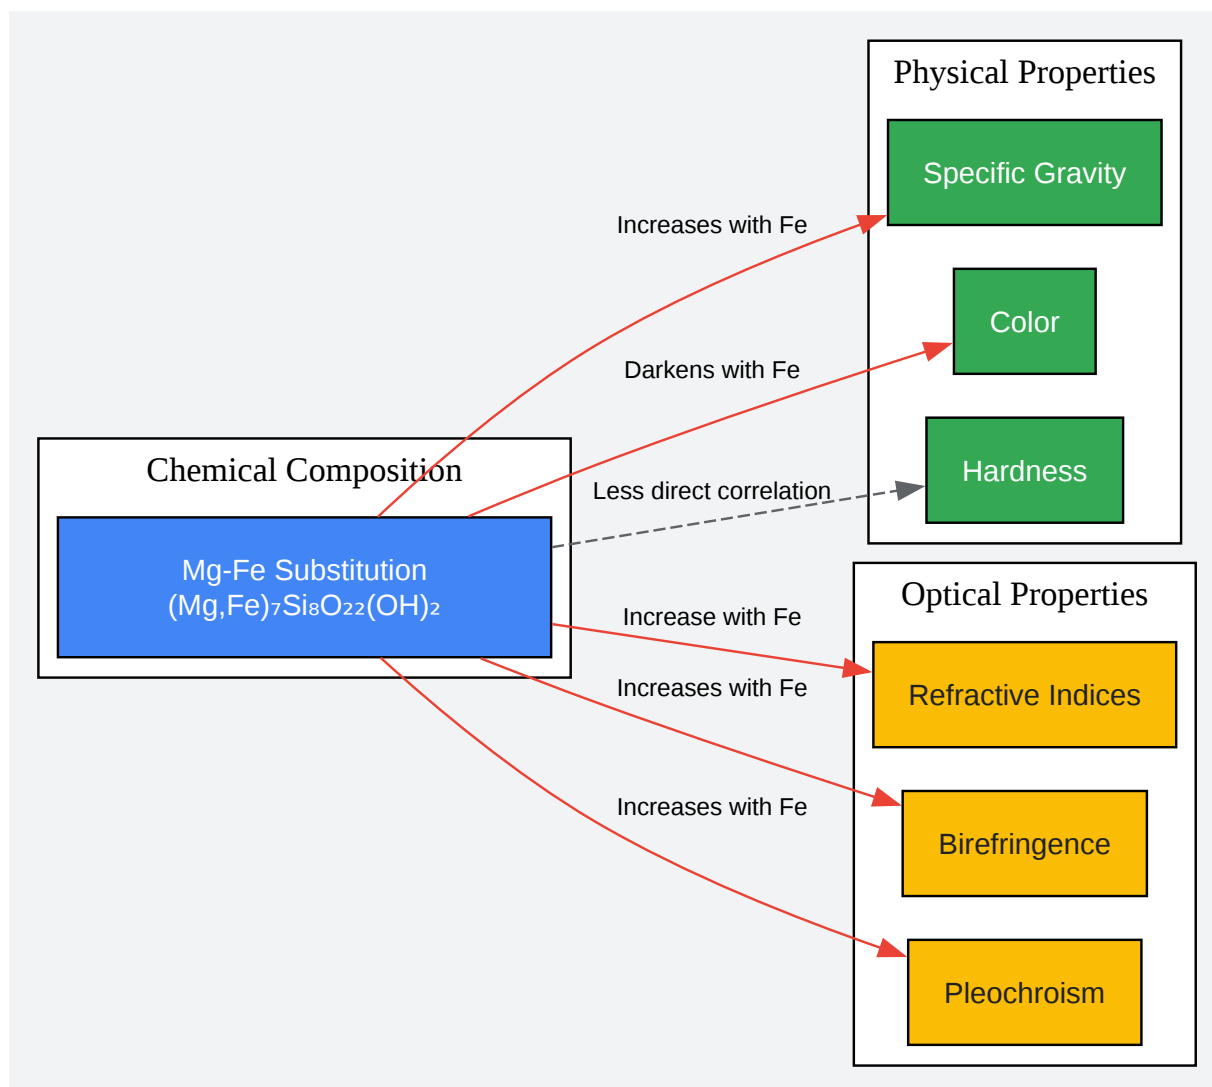 Physical Properties
Specific Gravity
Increases with Fe
Color
Darkens with Fe
Hardness
Chemical Composition
Less direct correlation
Mg-Fe Substitution
(Mg,Fe)₇Si₈O₂₂(OH)₂
Optical Properties
Increase with Fe
Refractive Indices
Increases with Fe
Increases with Fe
Birefringence
Pleochroism